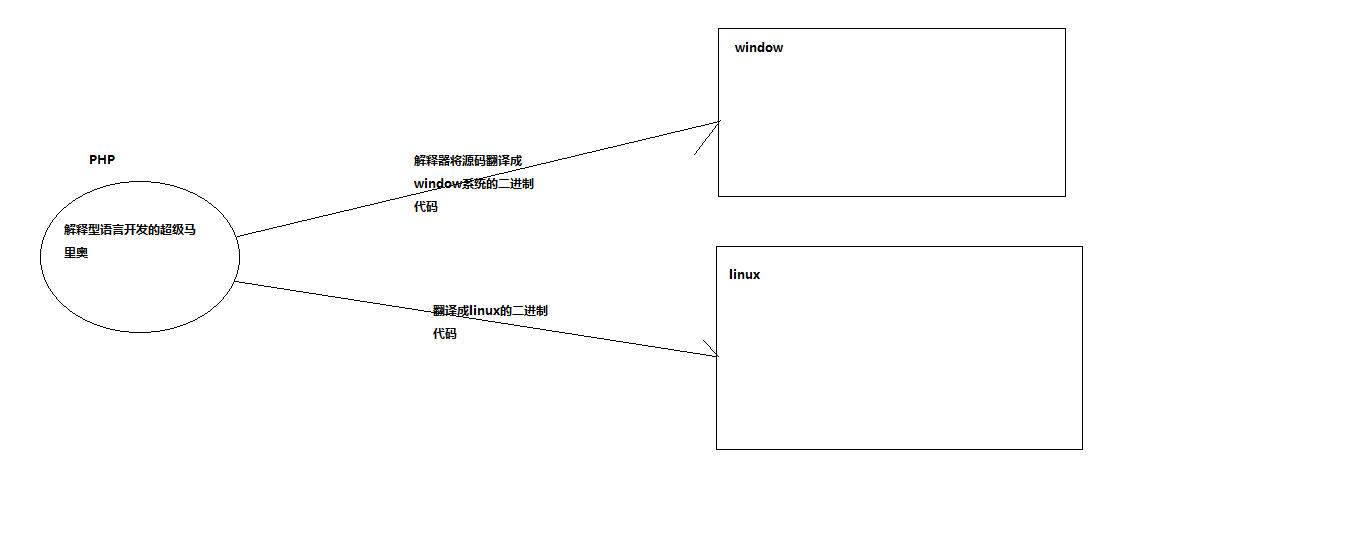 window
PHP
解释器将源码翻译成
window系统的二进制
代码
解释型语言开发的超级马
里奥
linux
翻译成linux的二进制
代码